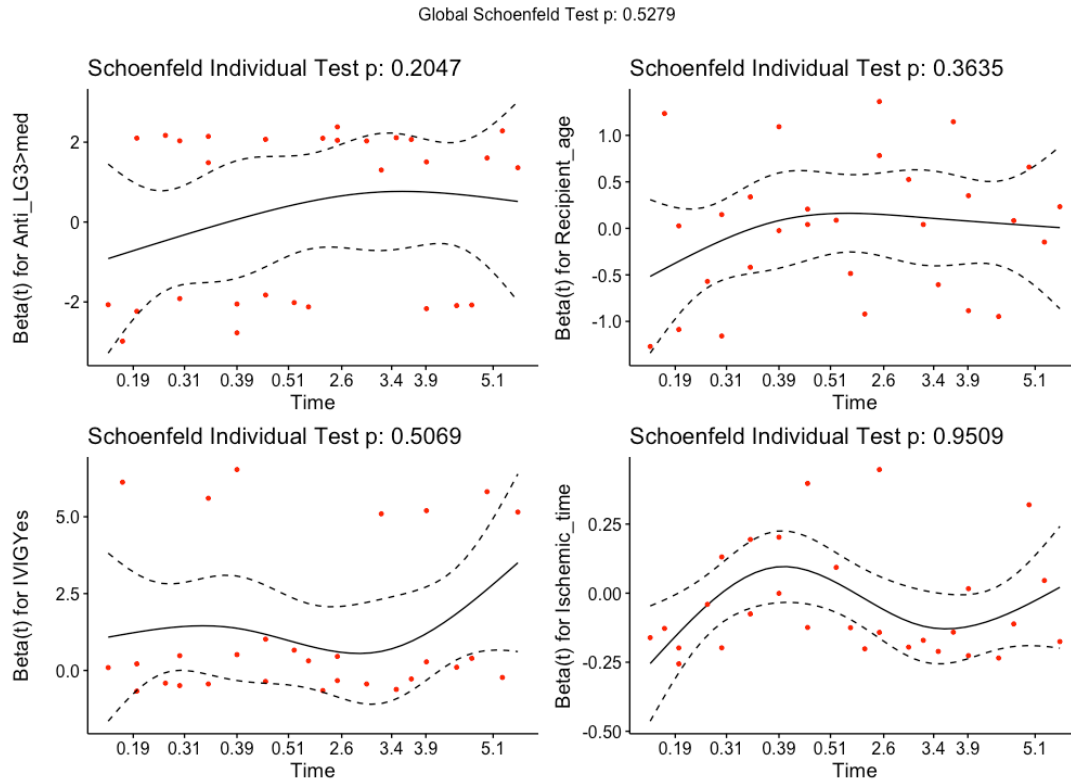 Global Schoenfeld Test p: 0.5279
Schoenfeld Individual Test p: 0.2047
Beta(t) for Anti_LG3>med
2
0
-2
0.19 0.31 0.39 0.51 2.6 3.4 3.9 5.1
Time
Schoenfeld Individual Test p: 0.3635
Beta(t) for Recipient_age
1.0
0.5
0.0
-0.5
-1.0
0.19 0.31 0.39 0.51 2.6 3.4 3.9 5.1
Time
Schoenfeld Individual Test p: 0.5069
Beta(t) for IVIGYes
5.0
2.5
0.0
0.19 0.31 0.39 0.51 2.6 3.4 3.9 5.1
Time
Schoenfeld Individual Test p: 0.9509
Beta(t) for Ischemic_time
0.25
0.00
-0.25
-0.50
0.19 0.31 0.39 0.51 2.6 3.4 3.9 5.1
Time